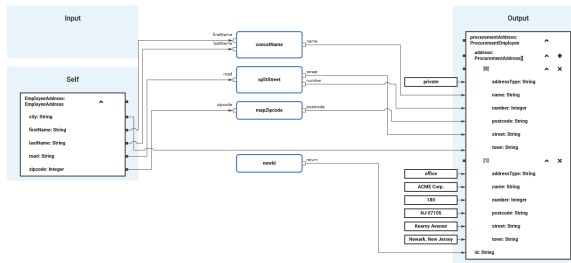 Input
Output
Self
EmployeeAddress:
EmployeeAddress
city: String
firstName: String
lastName: String
road: String
zipcode: Integer
firstName
lastName
concatName
name
road
splitStreet
street
number
zipcode
mapZipcode
postcode
newId
return
procurementAddress:
ProcurementEmployee
address:
ProcurementAddress[]
[0]
private
addressType: String
name: String
number: Integer
postcode: String
street: String
town: String
[1]
office
addressType: String
ACME Corp.
name: String
180
number: Integer
NJ 07105
postcode: String
Kearny Avenue
street: String
Newark, New Jersey
town: String
id: String